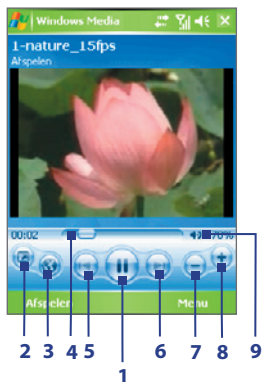 Windows Media
1-nature_15fps
Afspelen
00:02
70%
Afspelen Menu
2 3 4 5 6 7 8 9
1